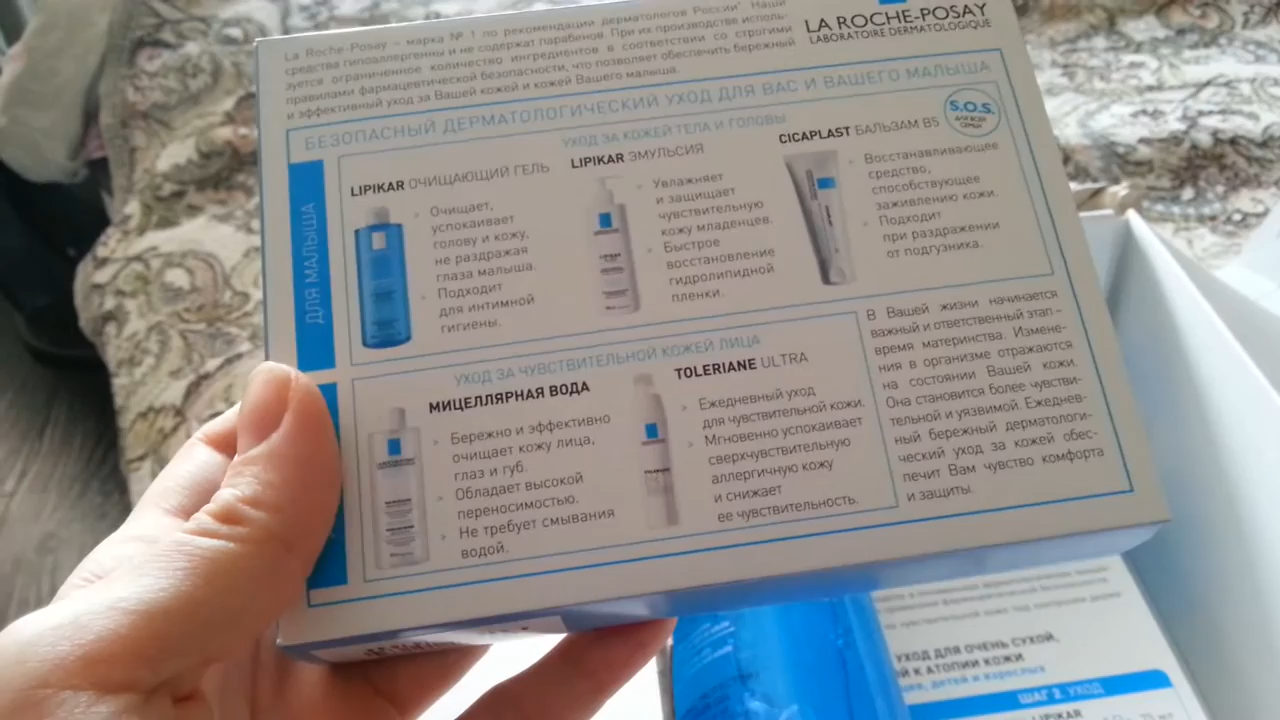 La Roche-Posay – марка № 1 по рекомендации дерматологов России* Наши
средства гипоаллергенны и не содержат парабенов. При их производстве исполь-
зуется ограниченное количество ингредиентов в соответствии со строгими
правилами фармацевтической безопасности, что позволяет обеспечить бережный
и эффективный уход за Вашей кожей и кожей Вашего малыша.
LA ROCHE-POSAY
LABORATOIRE DERMATOLOGIQUE
БЕЗОПАСНЫЙ ДЕРМАТОЛОГИЧЕСКИЙ УХОД ДЛЯ ВАС И ВАШЕГО МАЛЫША
S.O.S.
ДЛЯ ВСЕЙ
СЕМЬИ
ДЛЯ МАЛЫША
УХОД ЗА КОЖЕЙ ТЕЛА И ГОЛОВЫ
LIPIKAR ОЧИЩАЮЩИЙ ГЕЛЬ
Очищает,
успокаивает
голову и кожу,
не раздражая
глаза малыша.
Подходит
для интимной
гигиены.
LIPIKAR ЭМУЛЬСИЯ
Увлажняет
и защищает
чувствительную
кожу младенцев.
Быстрое
восстановление
гидролипидной
пленки.
CICAPLAST БАЛЬЗАМ B5
Восстанавливающее
средство,
способствующее
заживлению кожи.
Подходит
при раздражении
от подгузника.
УХОД ЗА ЧУВСТВИТЕЛЬНОЙ КОЖЕЙ ЛИЦА
МИЦЕЛЛЯРНАЯ ВОДА
Бережно и эффективно
очищает кожу лица,
глаз и губ.
Обладает высокой
переносимостью.
Не требует смывания
водой.
TOLERIANE ULTRA
Ежедневный уход
для чувствительной кожи.
Мгновенно успокаивает
сверхчувствительную
аллергичную кожу
и снижает
ее чувствительность.
В Вашей жизни начинается
важный и ответственный этап –
время материнства. Измене-
ния в организме отражаются
на состоянии Вашей кожи.
Она становится более чувстви-
тельной и уязвимой. Ежеднев-
ный бережный дерматологи-
ческий уход за кожей обес-
печит Вам чувство комфорта
и защиты.
УХОД ДЛЯ ОЧЕНЬ СУХОЙ,
К АТОПИИ КОЖИ
детей и взрослых
ШАГ 2. УХОД
LIPIKAR